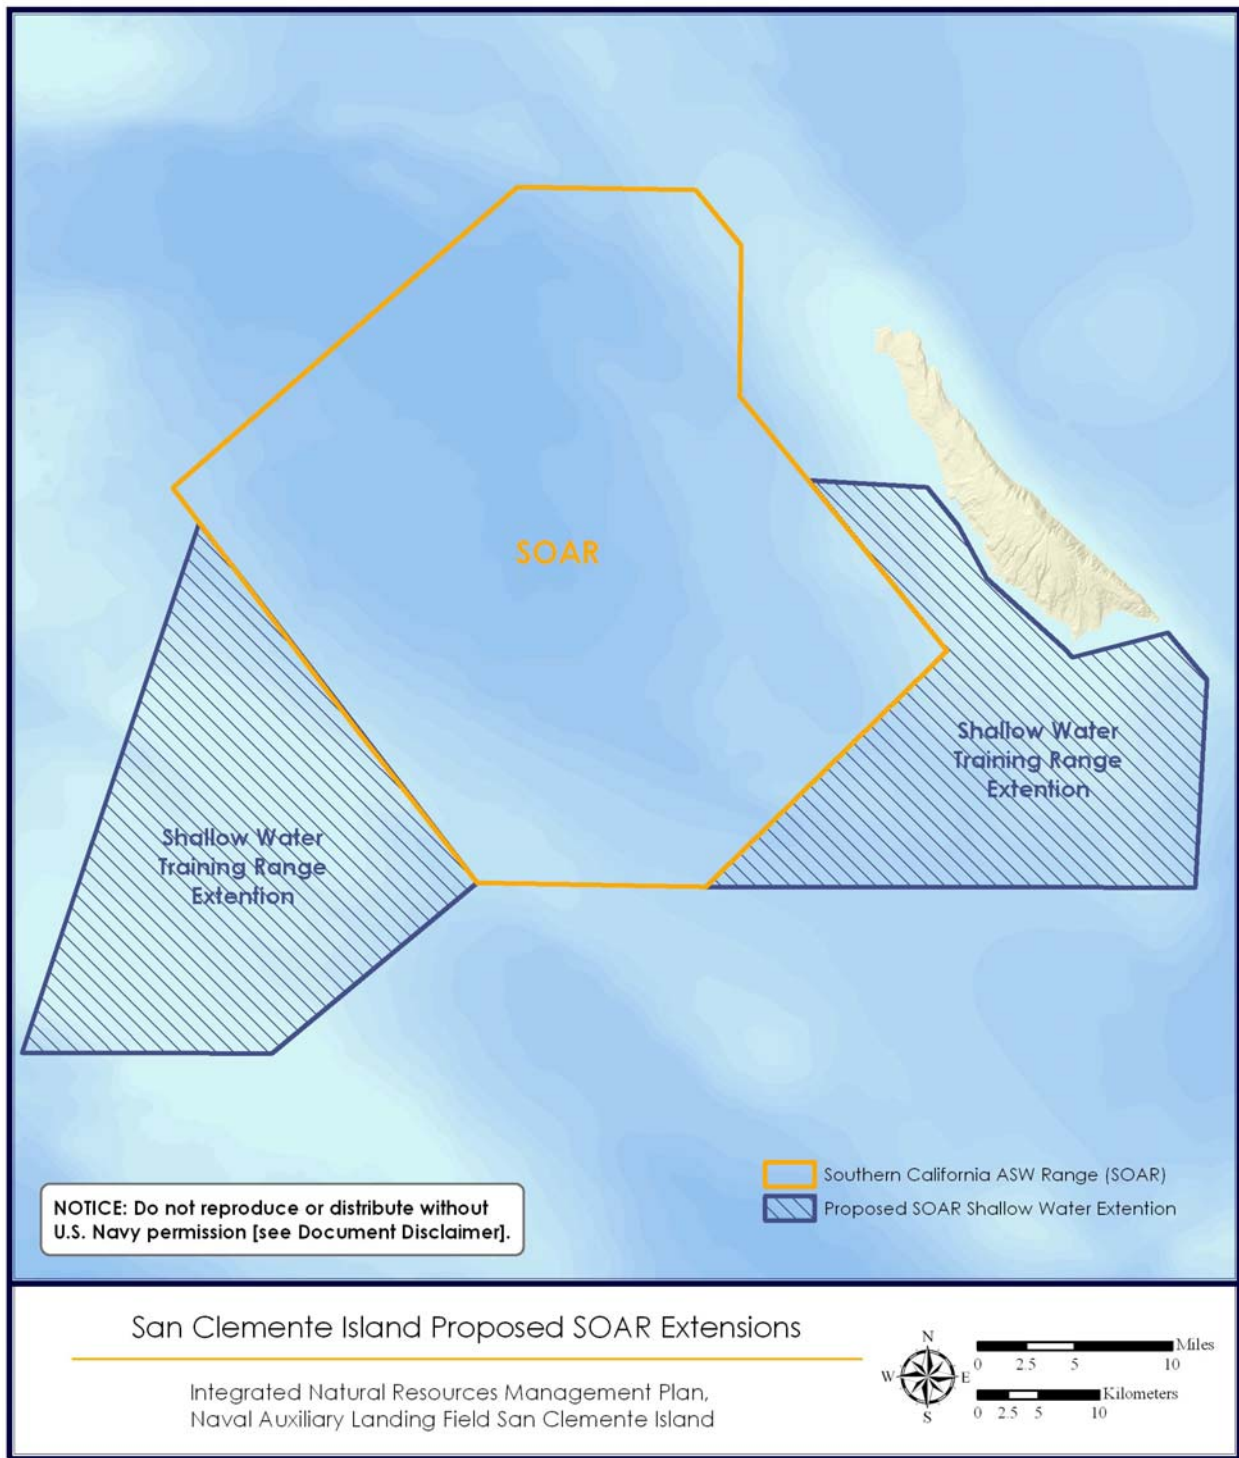 SOAR
Shallow Water
Training Range
Extention
Shallow Water
Training Range
Extention
Southern California ASW Range (SOAR)
Proposed SOAR Shallow Water Extention
NOTICE: Do not reproduce or distribute without
U.S. Navy permission [see Document Disclaimer].
San Clemente Island Proposed SOAR Extensions
Integrated Natural Resources Management Plan,
Naval Auxiliary Landing Field San Clemente Island
N
W E
S
Miles
0 2.5 5 10
Kilometers
0 2.5 5 10